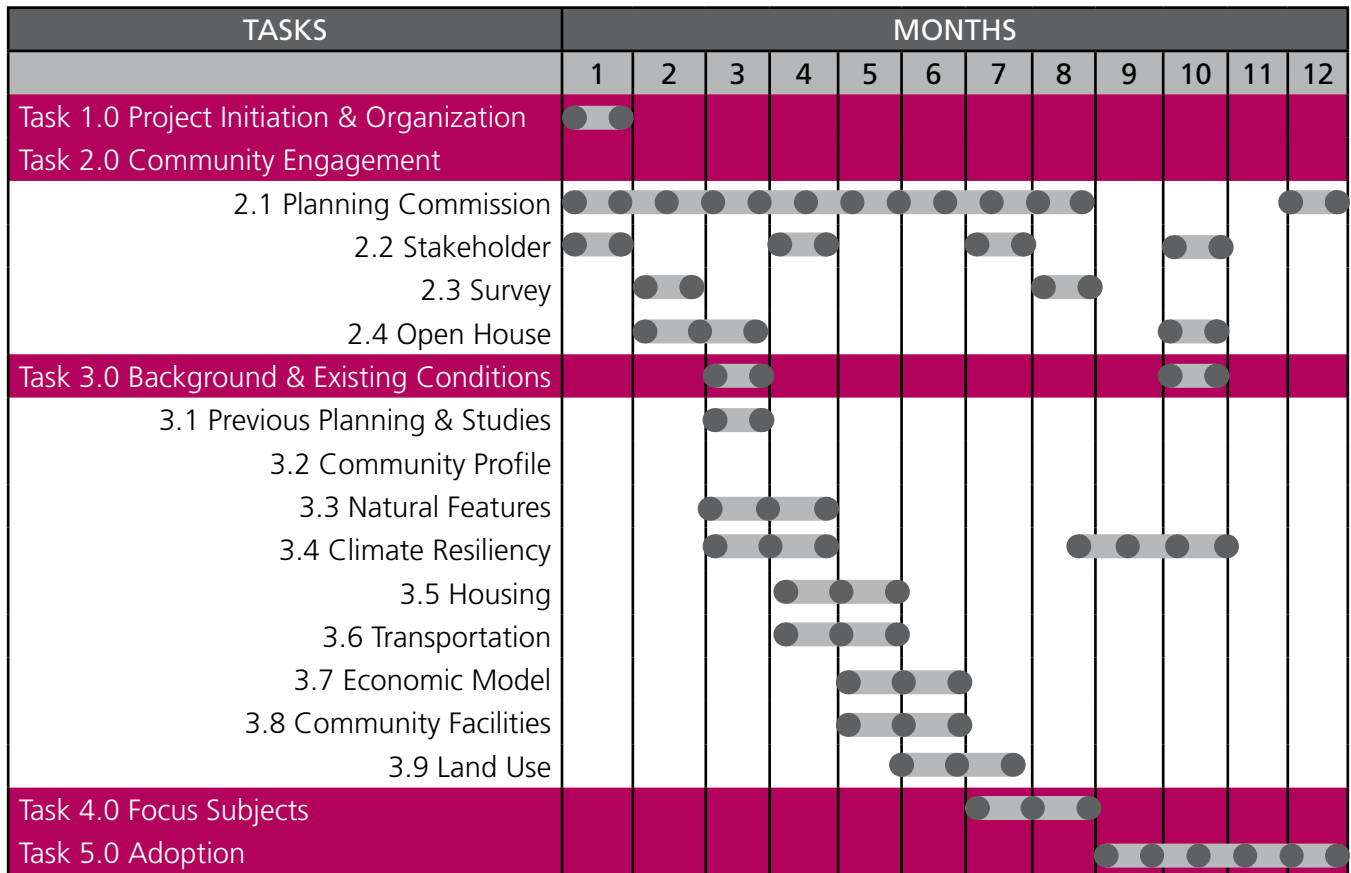 TASKS MONTHS
1 2 3 4 5 6 7 8 9 10 11 12
Task 1.0 Project Initiation & Organization
Task 2.0 Community Engagement
2.1 Planning Commission
2.2 Stakeholder
2.3 Survey
2.4 Open House
Task 3.0 Background & Existing Conditions
3.1 Previous Planning & Studies
3.2 Community Profile
3.3 Natural Features
3.4 Climate Resiliency
3.5 Housing
3.6 Transportation
3.7 Economic Model
3.8 Community Facilities
3.9 Land Use
Task 4.0 Focus Subjects
Task 5.0 Adoption